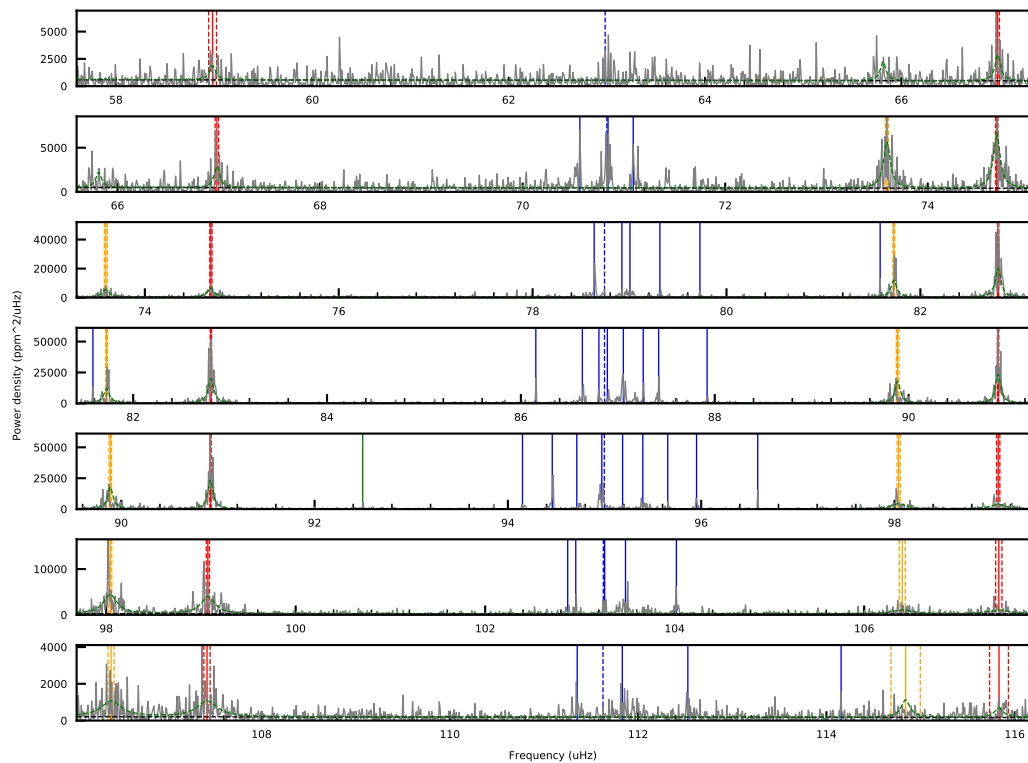 5000
2500
0
58 60 62 64 66
5000
0
66 68 70 72 74
40000
20000
0
74 76 78 80 82
Power density (ppm^2/uHz)
50000
25000
0
82 84 86 88 90
50000
25000
0
90 92 94 96 98
10000
0
98 100 102 104 106
4000
2000
0
108 110 112 114 116
Frequency (uHz)